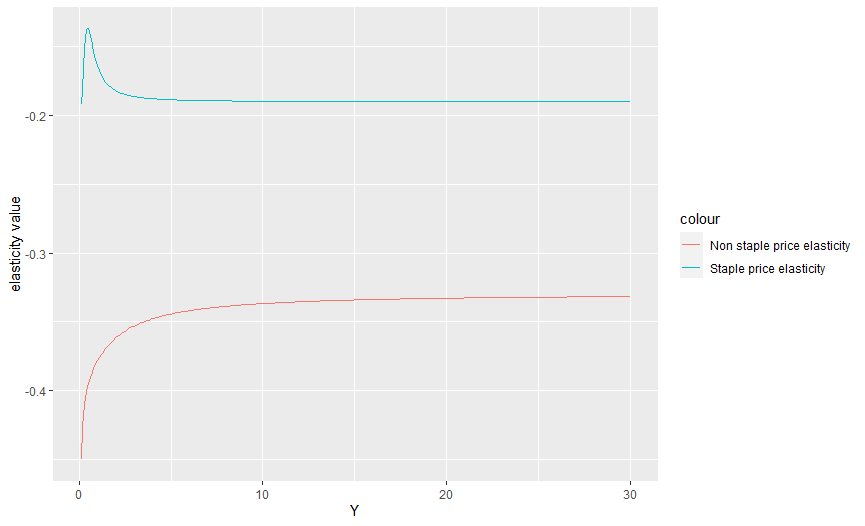 -0.2
-0.3
-0.4
elasticity value
0
10
20
30
Y
colour
Non staple price elasticity
Staple price elasticity